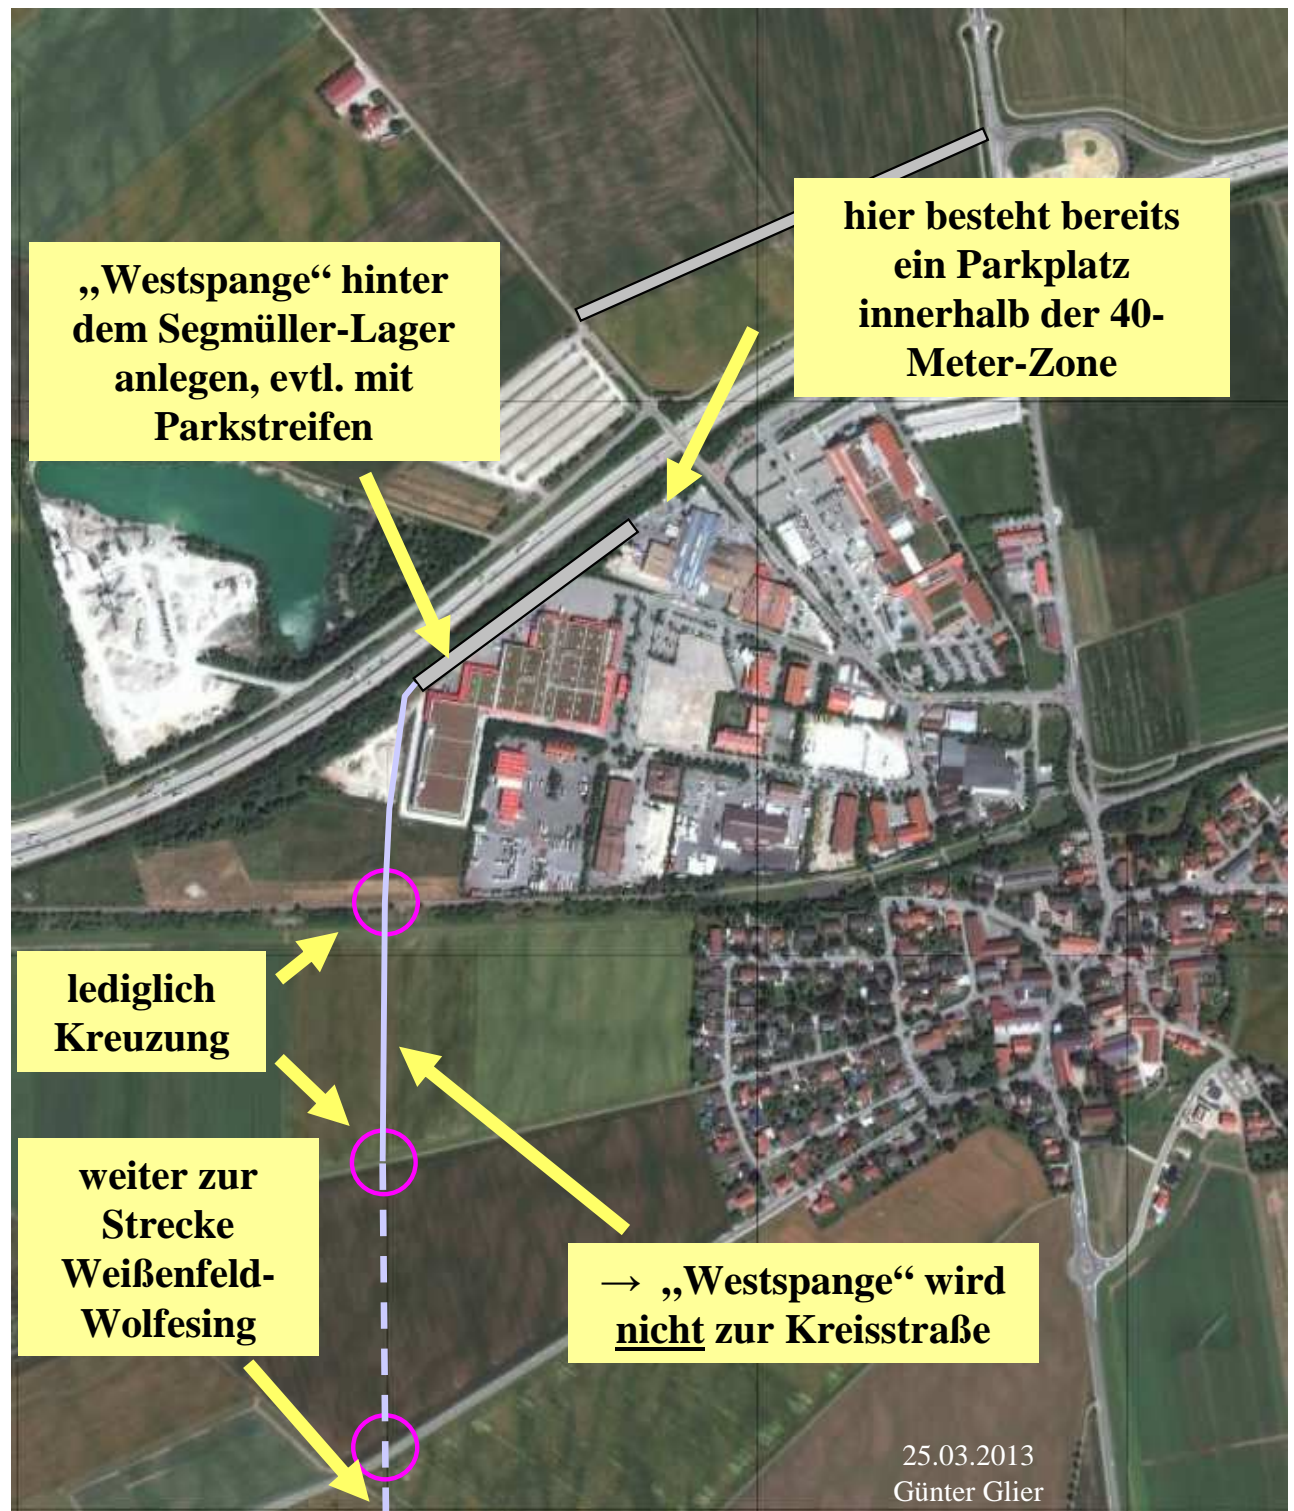 hier besteht bereits
ein Parkplatz
innerhalb der 40-
Meter-Zone
„Westspange“ hinter
dem Segmüller-Lager
anlegen, evtl. mit
Parkstreifen
lediglich
Kreuzung
weiter zur
Strecke
Weißenfeld-
Wolfesing
→ „Westspange“ wird
nicht zur Kreisstraße
25.03.2013
Günter Glier